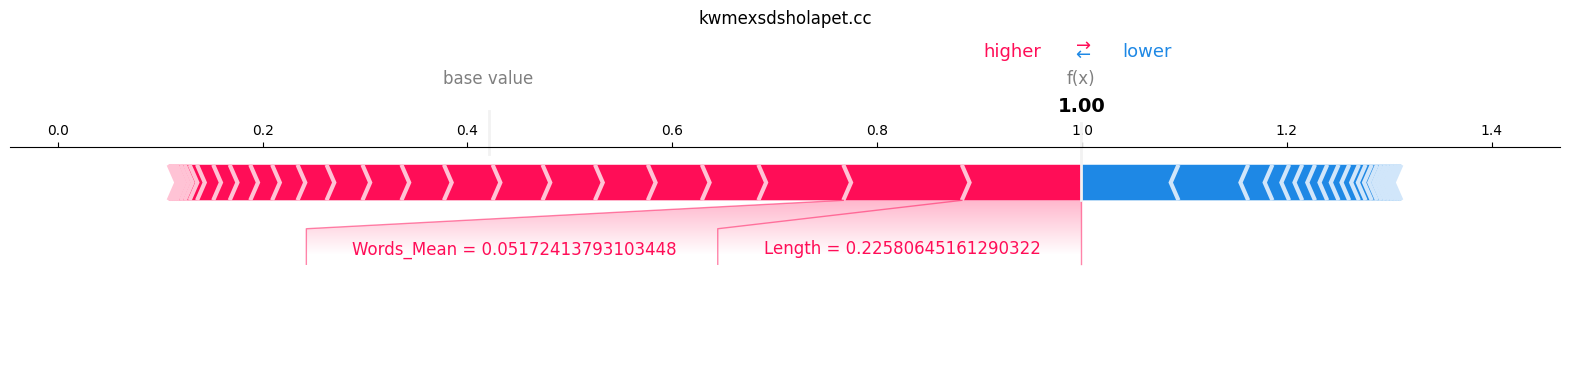 kwmexsdsholapet.cc
higher ⇄ lower
base value f(x)
1.00
0.0 0.2 0.4 0.6 0.8 1.0 1.2 1.4
Words_Mean = 0.05172413793103448 Length = 0.22580645161290322